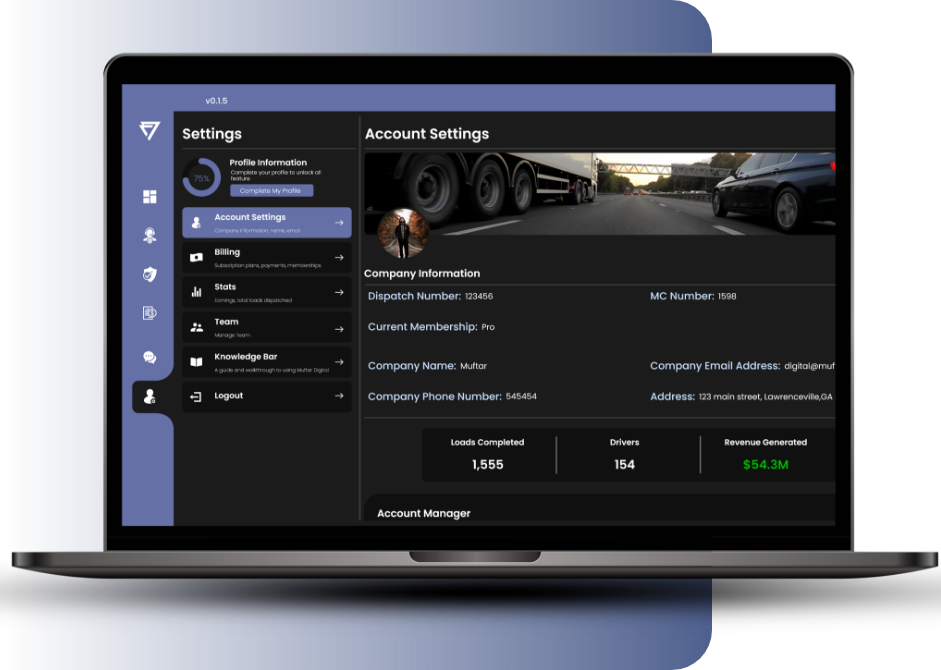 v0.1.5
Settings
75%
Profile Information
Complete your profile to unlock all
feature
Complete My Profile
Account Settings
Company information, name, email
Billing
Subscription plans, payments, memberships
Stats
Earnings, total loads dispatched
Team
Manage Team
Knowledge Bar
A guide and walkthrough to using Muftar Digital
Logout
Account Settings
Company Information
Dispatch Number: 123456
MC Number: 1598
Current Membership: Pro
Company Name: Muftar
Company Email Address: digital@muf
Company Phone Number: 545454
Address: 123 main street, Lawrenceville,GA
Loads Completed
1,555
Drivers
154
Revenue Generated
$54.3M
Account Manager